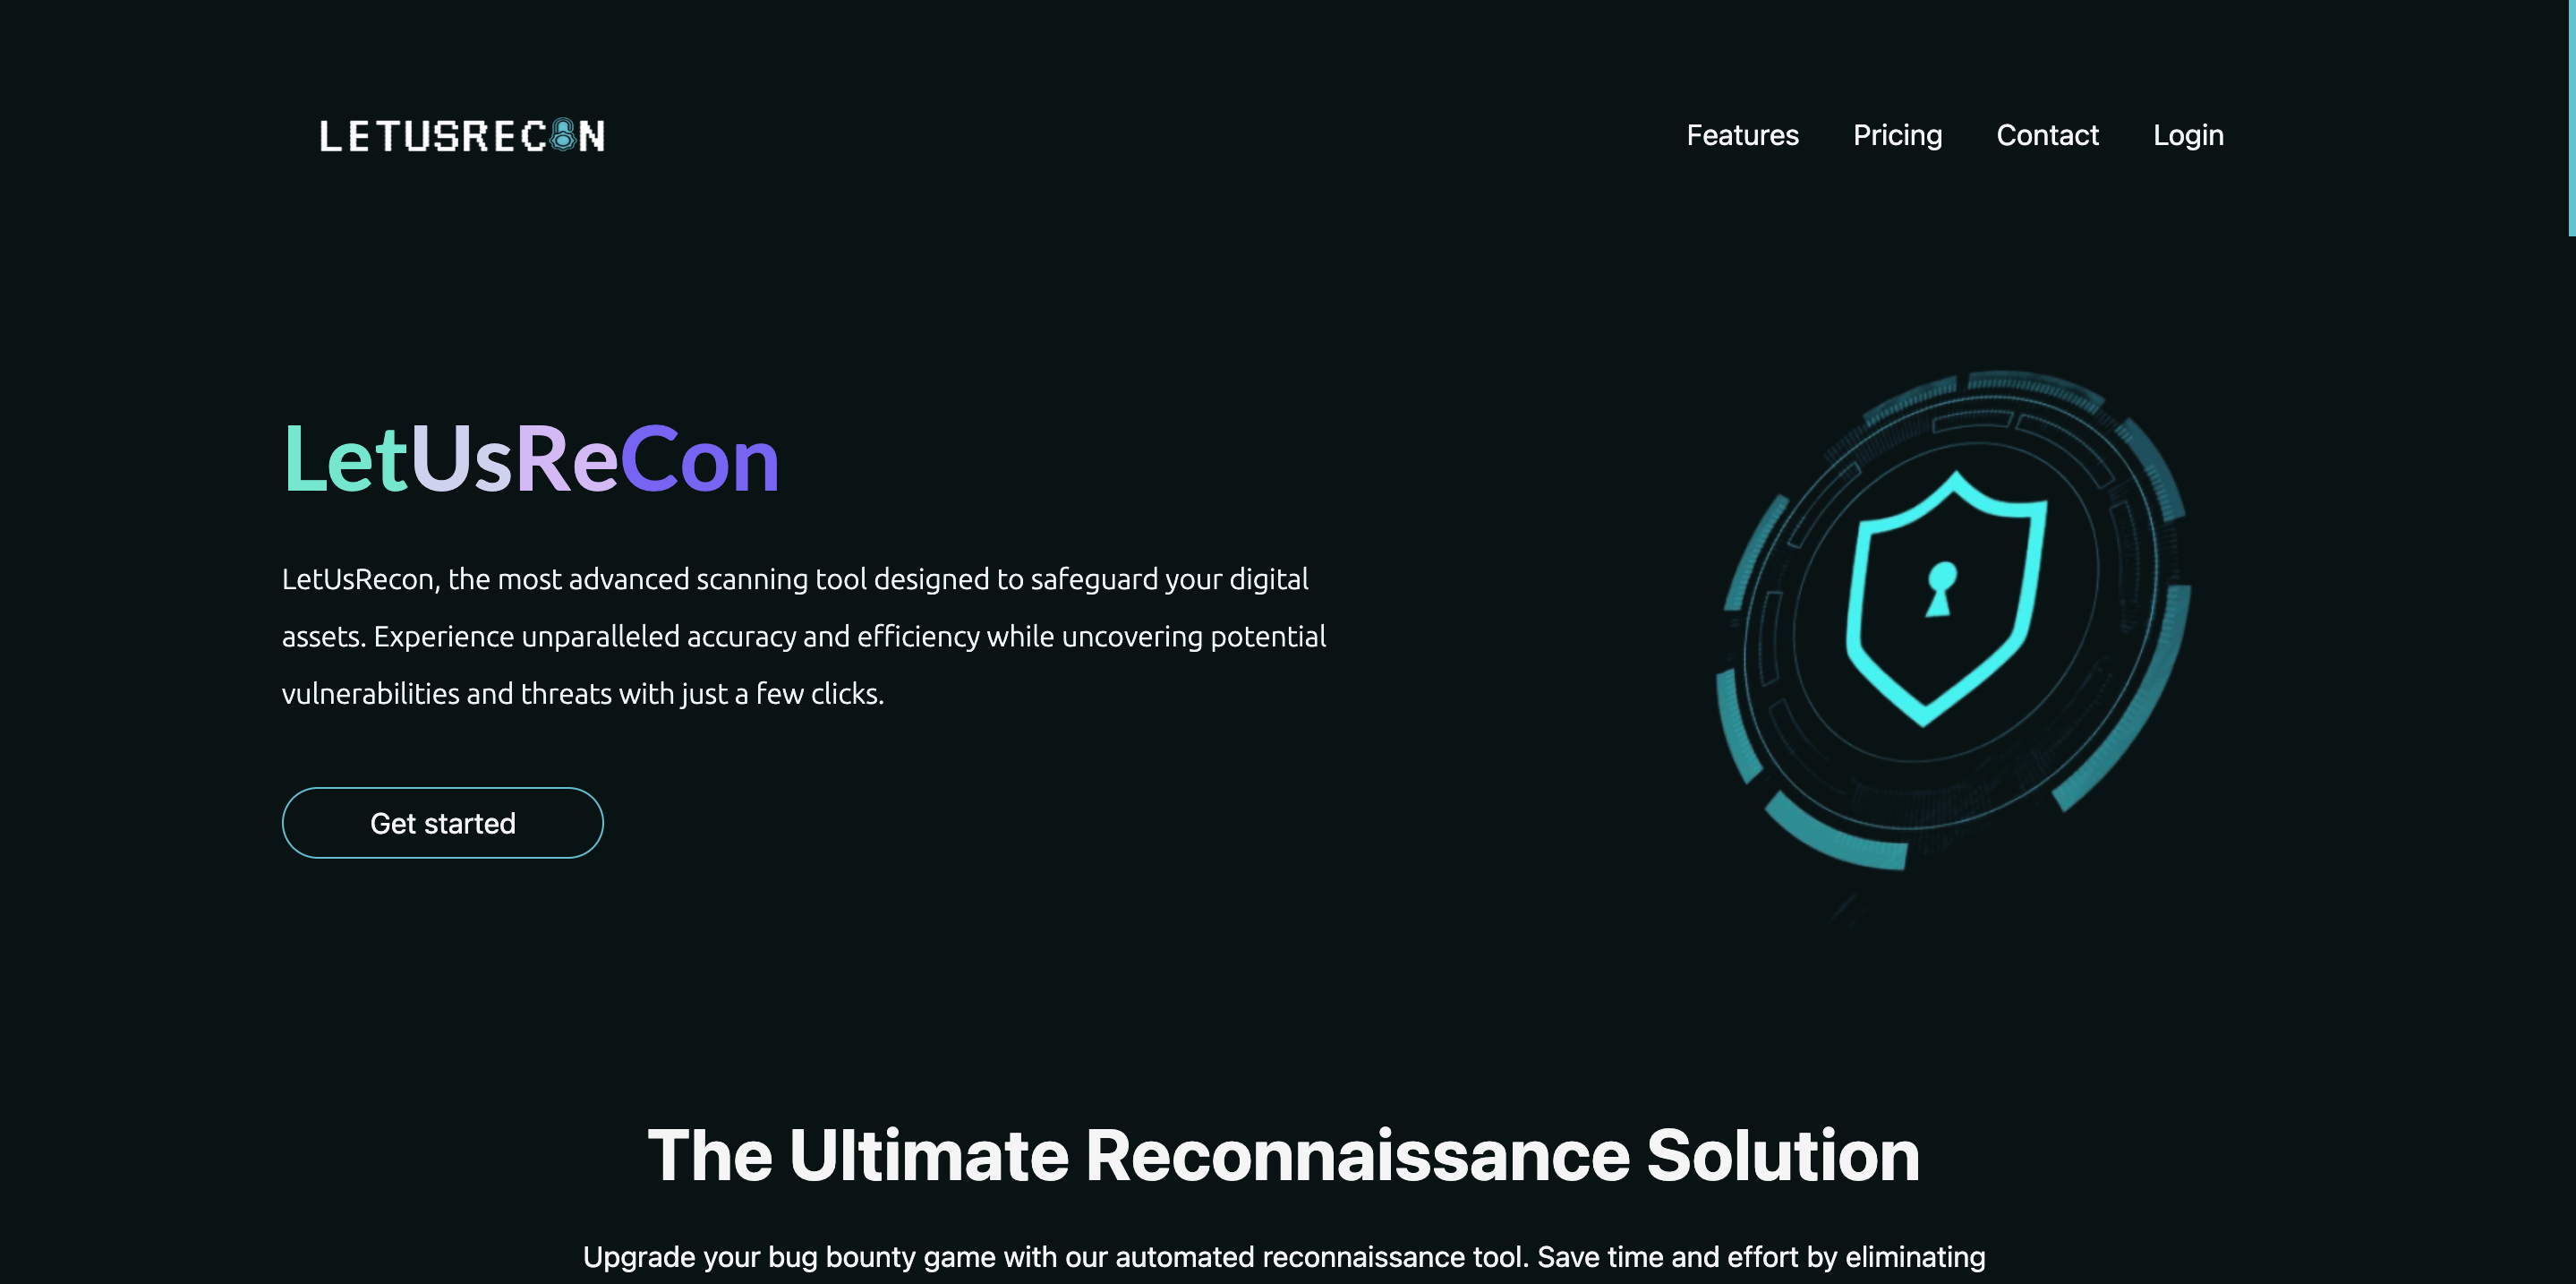 LETUSRECON
Features
Pricing
Contact
Login
LetUsReCon
LetUsRecon, the most advanced scanning tool designed to safeguard your digital
assets. Experience unparalleled accuracy and efficiency while uncovering potential
vulnerabilities and threats with just a few clicks.
Get started
The Ultimate Reconnaissance Solution
Upgrade your bug bounty game with our automated reconnaissance tool. Save time and effort by eliminating